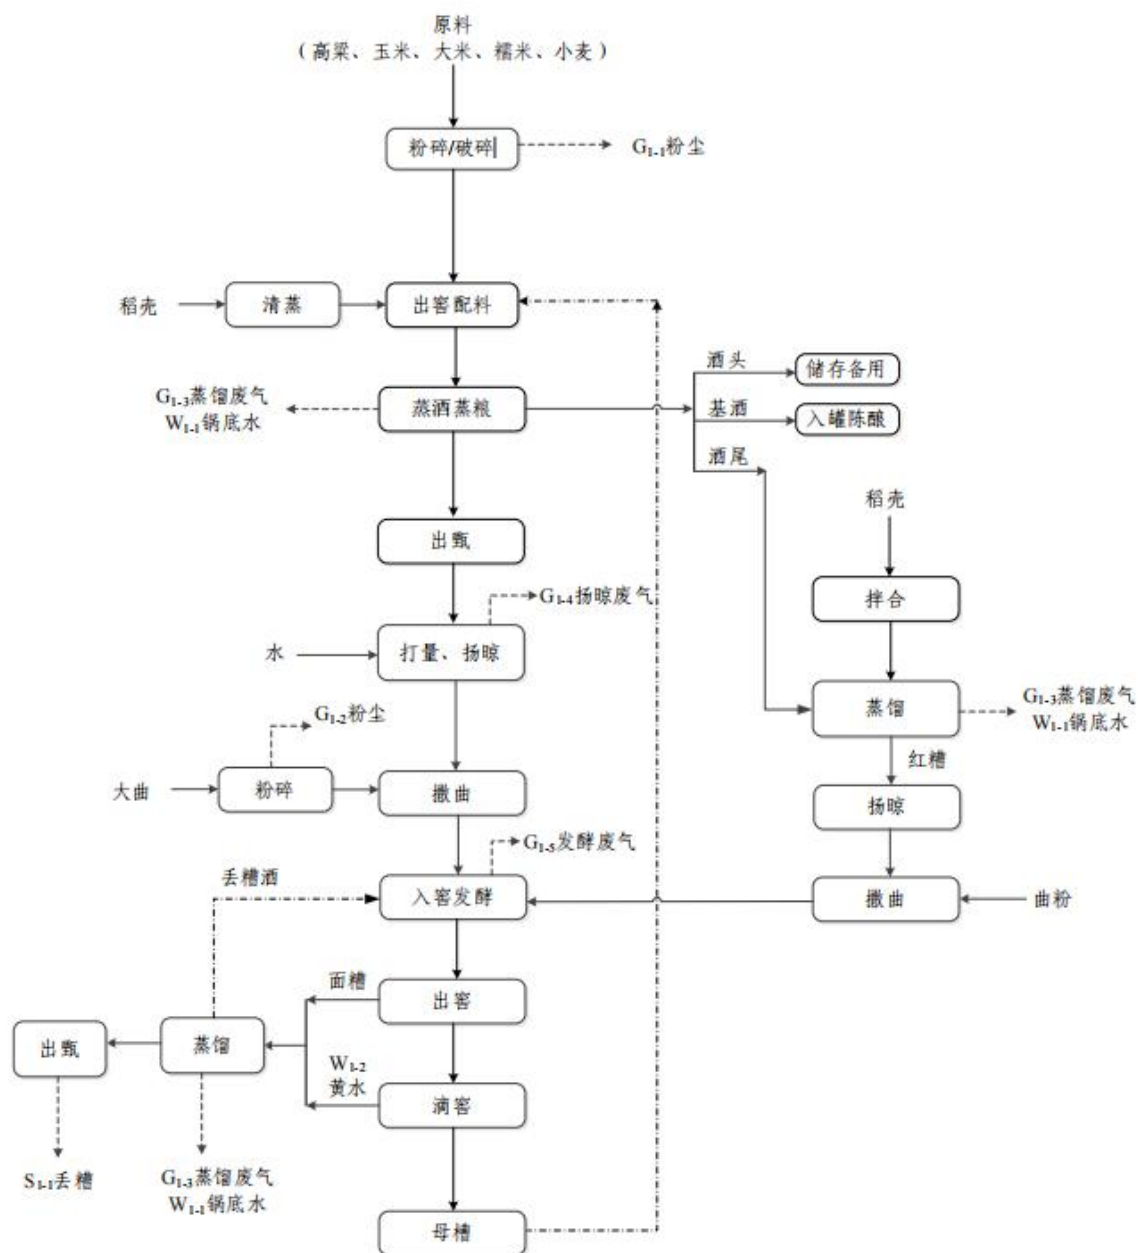 原料
（高粱、玉米、大米、糯米、小麦）
粉碎/破碎
G1-1粉尘
稻壳
清蒸
出窖配料
酒头
储存备用
G1-3蒸馏废气
W1-1锅底水
蒸酒蒸粮
基酒
入罐陈酿
酒尾
稻壳
出甑
G1-4扬晾废气
拌合
水
打量、扬晾
G1-2粉尘
蒸馏
G1-3蒸馏废气
W1-1锅底水
红糟
大曲
粉碎
撒曲
扬晾
G1-5发酵废气
丢糟酒
入窖发酵
撒曲
曲粉
面糟
出窖
出甑
蒸馏
W1-2
黄水
滴窖
S1-1丢糟
G1-3蒸馏废气
W1-1锅底水
母糟